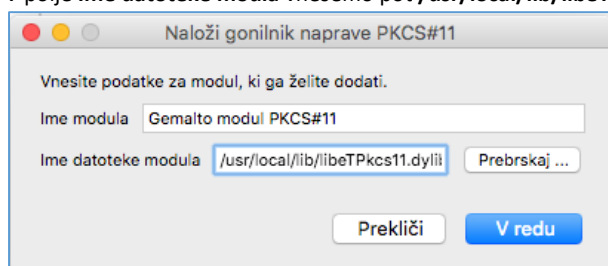 Naloži gonilnik naprave PKCS#11
Vnesite podatke za modul, ki ga želite dodati.
Ime modula Gemalto modul PKCS#11
Ime datoteke modula /usr/local/lib/libeTPkcs11.dylib Prebrskaj ...
Prekliči V redu